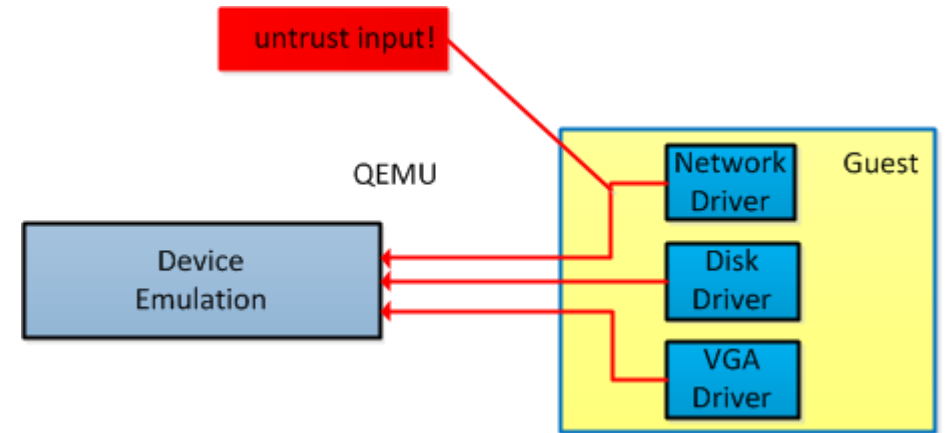 untrust input!
QEMU
Guest
Network
Driver
Device
Emulation
Disk
Driver
VGA
Driver